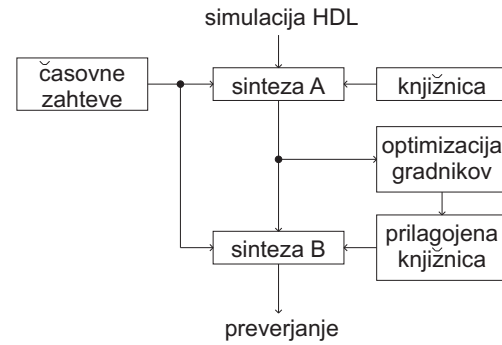 simulacija HDL
časovne
zahteve
sinteza A
knjižnica
optimizacija
gradnikov
sinteza B
prilagojena
knjižnica
preverjanje